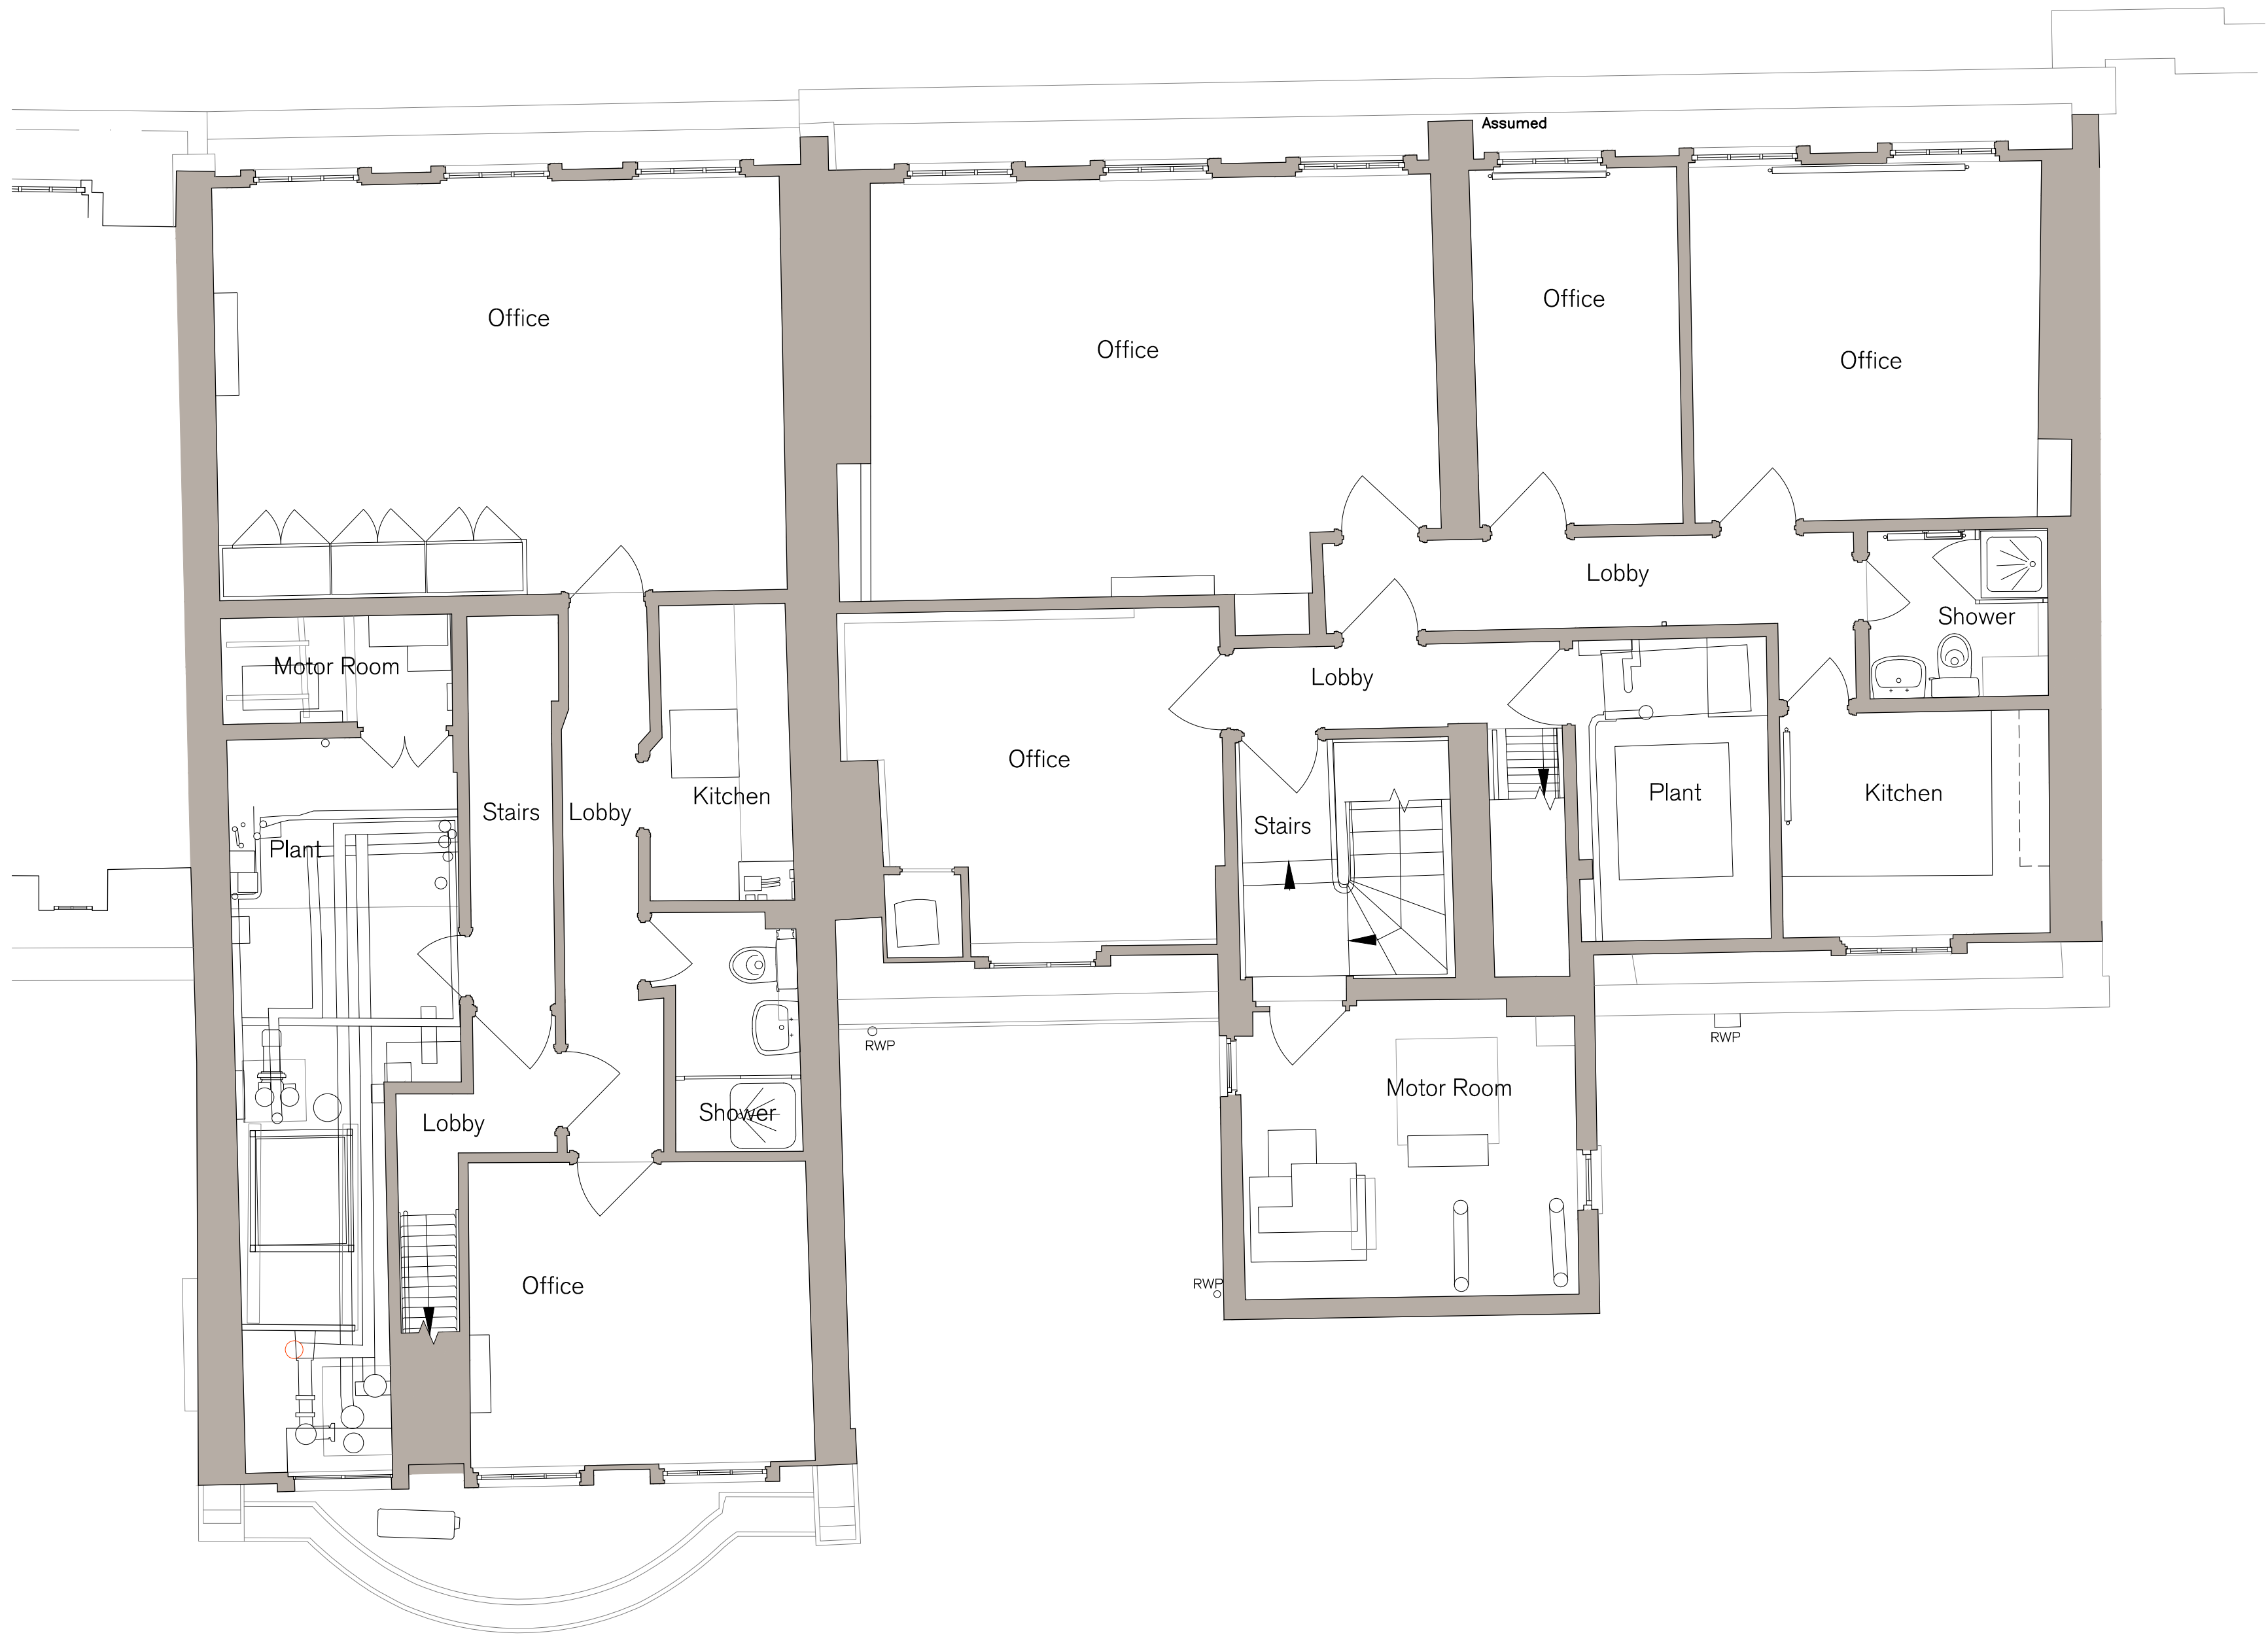 Assumed
Office
Office
Office
Office
Lobby
Shower
Motor Room
Lobby
Office
Stairs
Lobby
Kitchen
Plant
Kitchen
Stairs
Plant
RWP
RWP
Motor Room
Shower
Lobby
Office
RWP